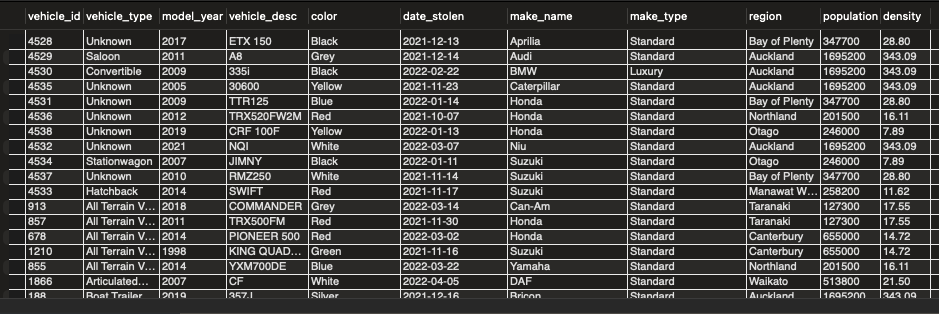 vehicle_id vehicle_type model_year vehicle_desc color date_stolen make_name make_type region population density
4528 Unknown 2017 ETX 150 Black 2021-12-13 Aprilia Standard Bay of Plenty 347700 28.80
4529 Saloon 2011 A8 Grey 2021-12-14 Audi Standard Auckland 1695200 343.09
4530 Convertible 2009 335i Black 2022-02-22 BMW Luxury Auckland 1695200 343.09
4535 Unknown 2005 30600 Yellow 2021-11-23 Caterpillar Standard Auckland 1695200 343.09
4531 Unknown 2009 TTR125 Blue 2022-01-14 Honda Standard Bay of Plenty 347700 28.80
4536 Unknown 2012 TRX520FW2M Red 2021-10-07 Honda Standard Northland 201500 16.11
4538 Unknown 2019 CRF 100F Yellow 2022-01-13 Honda Standard Otago 246000 7.89
4532 Unknown 2021 NQI White 2022-03-07 Niu Standard Auckland 1695200 343.09
4534 Stationwagon 2007 JIMNY Black 2022-01-11 Suzuki Standard Otago 246000 7.89
4537 Unknown 2010 RMZ250 White 2021-11-14 Suzuki Standard Bay of Plenty 347700 28.80
4533 Hatchback 2014 SWIFT Red 2021-11-17 Suzuki Standard Manawat W... 258200 11.62
913 All Terrain V... 2018 COMMANDER Grey 2022-03-14 Can-Am Standard Taranaki 127300 17.55
857 All Terrain V... 2011 TRX500FM Red 2021-11-30 Honda Standard Taranaki 127300 17.55
678 All Terrain V... 2014 PIONEER 500 Red 2022-03-02 Honda Standard Canterbury 655000 14.72
1210 All Terrain V... 1998 KING QUAD... Green 2021-11-16 Suzuki Standard Canterbury 655000 14.72
855 All Terrain V... 2014 YXM700DE Blue 2022-03-22 Yamaha Standard Northland 201500 16.11
1866 Articulated... 2007 CF White 2022-04-05 DAF Standard Waikato 513800 21.50
188 Boat Trailer 2019 357J Silver 2021-12-16 Bricon Standard Auckland 1695200 343.09